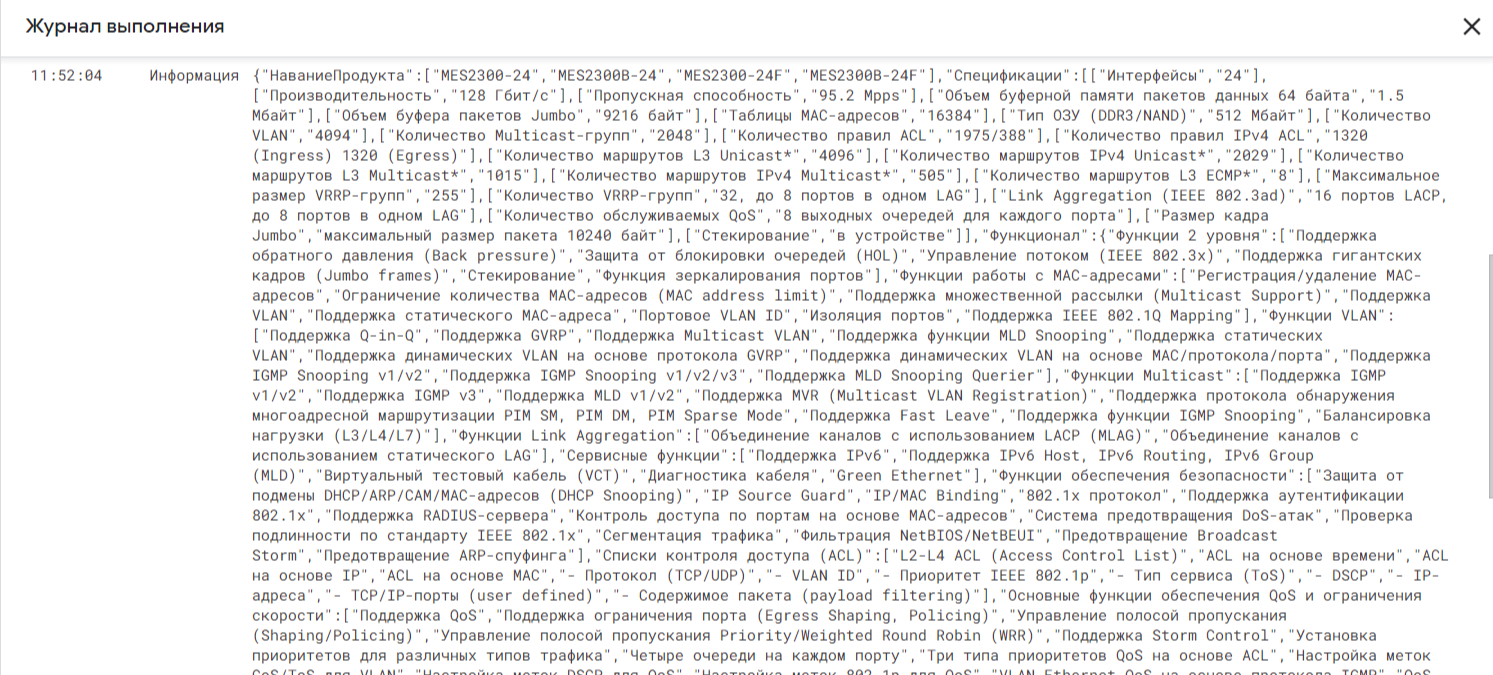 Журнал выполнения
11:52:04 Информация {"НаваниеПродукта":["MES2300-24","MES2300B-24","MES2300-24F","MES2300B-24F"],"Спецификации":[["Интерфейсы","24"],
["Производительность","128 Гбит/с"],["Пропускная способность","95.2 Mpps"],["Объем буферной памяти пакетов данных 64 байта","1.5
Мбайт"],["Объем буфера пакетов Jumbo","9216 байт"],["Таблицы MAC-адресов","16384"],["Тип ОЗУ (DDR3/NAND)","512 Мбайт"],["Количество
VLAN","4094"],["Количество Multicast-групп","2048"],["Количество правил ACL","1975/388"],["Количество правил IPv4 ACL","1320
(Ingress) 1320 (Egress)"],["Количество маршрутов L3 Unicast*","4096"],["Количество маршрутов IPv4 Unicast*","2029"],["Количество
маршрутов L3 Multicast*","1015"],["Количество маршрутов IPv4 Multicast*","505"],["Количество маршрутов L3 ECMP*","8"],["Максимальное
размер VRRP-групп","255"],["Количество VRRP-групп","32, до 8 портов в одном LAG"],["Link Aggregation (IEEE 802.3ad)","16 портов LACP,
до 8 портов в одном LAG"],["Количество обслуживаемых QoS","8 выходных очередей для каждого порта"],["Размер кадра
Jumbo","максимальный размер пакета 10240 байт"],["Стекирование","в устройстве"]],"Функционал":{"Функции 2 уровня":["Поддержка
обратного давления (Back pressure)","Защита от блокировки очередей (HOL)","Управление потоком (IEEE 802.3x)","Поддержка гигантских
кадров (Jumbo frames)","Стекирование","Функция зеркалирования портов"],"Функции работы с MAC-адресами":["Регистрация/удаление MAC-
адресов","Ограничение количества MAC-адресов (MAC address limit)","Поддержка множественной рассылки (Multicast Support)","Поддержка
VLAN","Поддержка статического MAC-адреса","Портовое VLAN ID","Изоляция портов","Поддержка IEEE 802.1Q Mapping"],"Функции VLAN":
["Поддержка Q-in-Q","Поддержка GVRP","Поддержка Multicast VLAN","Поддержка функции MLD Snooping","Поддержка статических
VLAN","Поддержка динамических VLAN на основе протокола GVRP","Поддержка динамических VLAN на основе MAC/протокола/порта","Поддержка
IGMP Snooping v1/v2","Поддержка IGMP Snooping v1/v2/v3","Поддержка MLD Snooping Querier"],"Функции Multicast":["Поддержка IGMP
v1/v2","Поддержка IGMP v3","Поддержка MLD v1/v2","Поддержка MVR (Multicast VLAN Registration)","Поддержка протокола обнаружения
многоадресной маршрутизации PIM SM, PIM DM, PIM Sparse Mode","Поддержка Fast Leave","Поддержка функции IGMP Snooping","Балансировка
нагрузки (L3/L4/L7)"],"Функции Link Aggregation":["Объединение каналов с использованием LACP (MLAG)","Объединение каналов с
использованием статического LAG"],"Сервисные функции":["Поддержка IPv6","Поддержка IPv6 Host, IPv6 Routing, IPv6 Group
(MLD)","Виртуальный тестовый кабель (VCT)","Диагностика кабеля","Green Ethernet"],"Функции обеспечения безопасности":["Защита от
подмены DHCP/ARP/CAM/MAC-адресов (DHCP Snooping)","IP Source Guard","IP/MAC Binding","802.1x протокол","Поддержка аутентификации
802.1x","Поддержка RADIUS-сервера","Контроль доступа по портам на основе MAC-адресов","Система предотвращения DoS-атак","Проверка
подлинности по стандарту IEEE 802.1x","Сегментация трафика","Фильтрация NetBIOS/NetBEUI","Предотвращение Broadcast
Storm","Предотвращение ARP-спуфинга"],"Списки контроля доступа (ACL)":["L2-L4 ACL (Access Control List)","ACL на основе времени","ACL
на основе IP","ACL на основе MAC","- Протокол (TCP/UDP)","- VLAN ID","- Приоритет IEEE 802.1p","- Тип сервиса (ToS)","- DSCP","- IP-
адреса","- TCP/IP-порты (user defined)","- Содержимое пакета (payload filtering)"],"Основные функции обеспечения QoS и ограничения
скорости":["Поддержка QoS","Поддержка ограничения порта (Egress Shaping, Policing)","Управление полосой пропускания
(Shaping/Policing)","Управление полосой пропускания Priority/Weighted Round Robin (WRR)","Поддержка Storm Control","Установка
приоритетов для различных типов трафика","Четыре очереди на каждом порту","Три типа приоритетов QoS на основе ACL","Настройка меток
CoS/ToS для VLAN","Настройка меток DSCP для QoS","Настройка меток 802.1p для QoS","VLAN Ethernet QoS на основе протокола IGMP","QoS